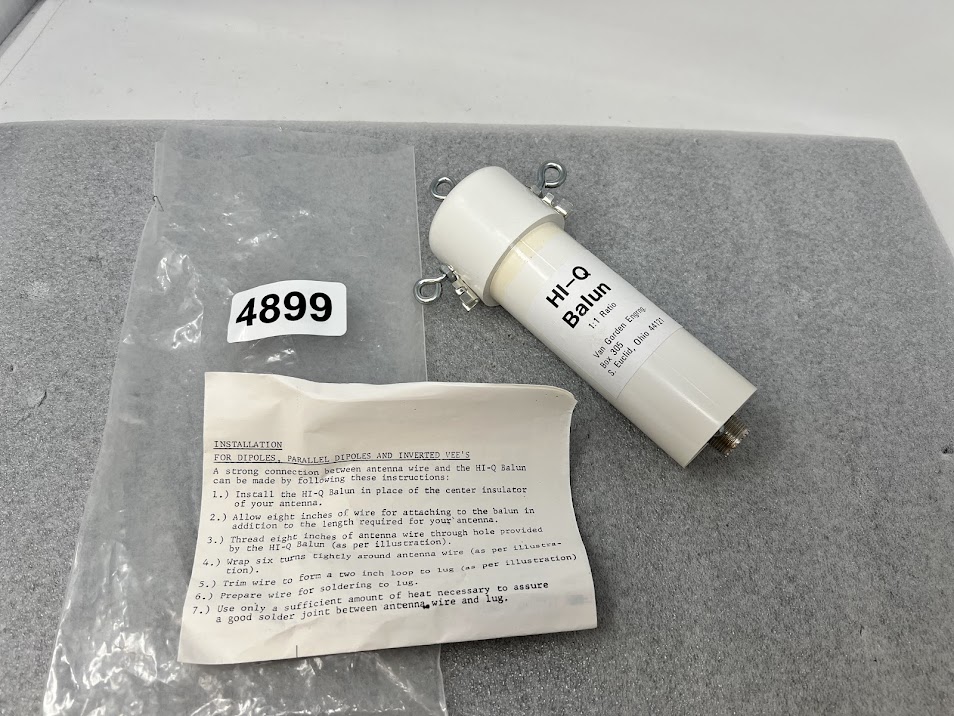 HI-Q
Balun
1:1 Ratio
Van Gorden Engrng.
Box 305
S. Euclid, Ohio 44121
4899
INSTALLATION
FOR DIPOLES, PARALLEL DIPOLES AND INVERTED VEE'S
A strong connection between antenna wire and the HI-Q Balun
can be made by following these instructions:
1.) Install the HI-Q Balun in place of the center insulator
of your antenna.
2.) Allow eight inches of wire for attaching to the balun in
addition to the length required for your antenna.
3.) Thread eight inches of antenna wire through hole provided
by the HI-Q Balun (as per illustration).
4.) Wrap six turns tightly around antenna wire (as per illustra-
tion).
5.) Trim wire to form a two inch loop to lug (as per illustration)
6.) Prepare wire for soldering to lug.
7.) Use only a sufficient amount of heat necessary to assure
a good solder joint between antenna wire and lug.